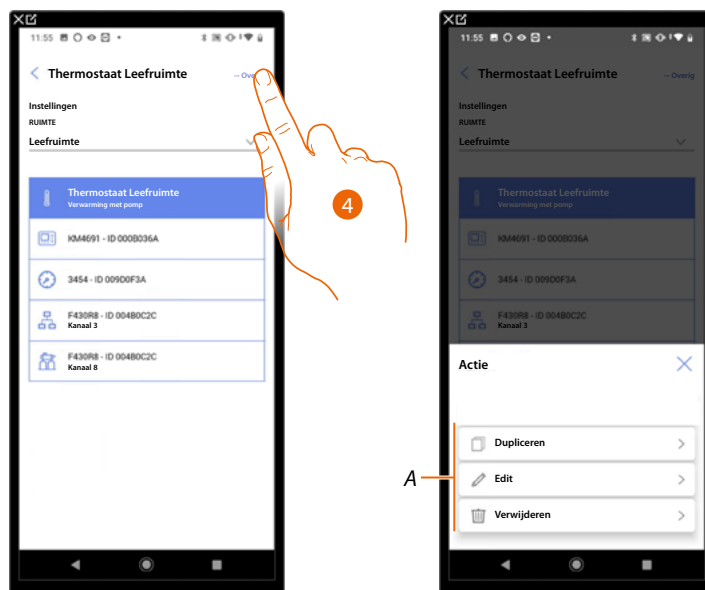 11:55
Thermostaat Leefruimte
Instellingen
RUIMTE
Leefruimte
Thermostaat Leefruimte
Verwarming met pomp
KM4691 - ID 000B036A
3454 - ID 009D0F3A
F430R8 - ID 004B0C2C
Kanaal 3
F430R8 - ID 004B0C2C
Kanaal 8
4
11:55
Thermostaat Leefruimte
-- Overig
Instellingen
RUIMTE
Leefruimte
Thermostaat Leefruimte
Verwarming met pomp
KM4691 - ID 000B036A
3454 - ID 009D0F3A
F430R8 - ID 004B0C2C
Kanaal 3
Actie
A
Dupliceren
Edit
Verwijderen